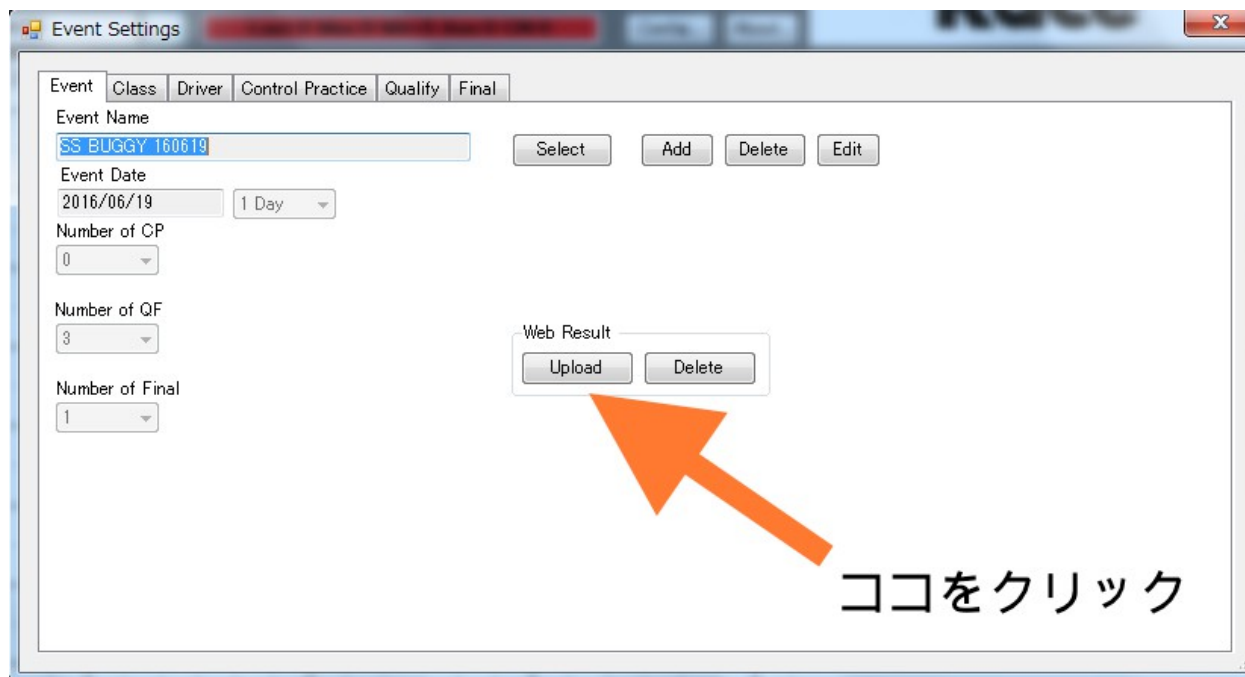 Event Settings
Event Class Driver Control Practice Qualify Final
Event Name
SS BUGGY 160619 Select Add Delete Edit
Event Date
2016/06/19 1 Day
Number of CP
0
Number of QF
3
Web Result
Upload Delete
Number of Final
1
ココをクリック